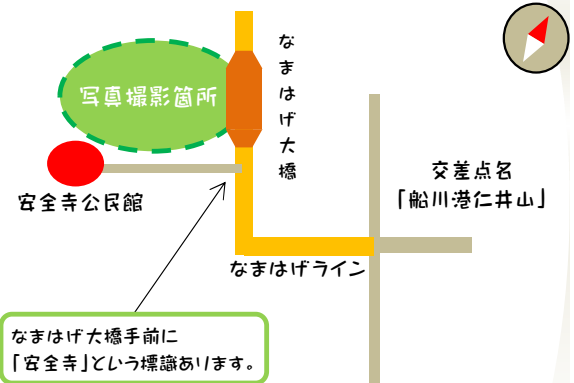 なまはげ大橋
写真撮影箇所
安全寺公民館
交差点名
「船川港仁井山」
なまはげライン
なまはげ大橋手前に
「安全寺」という標識あります。